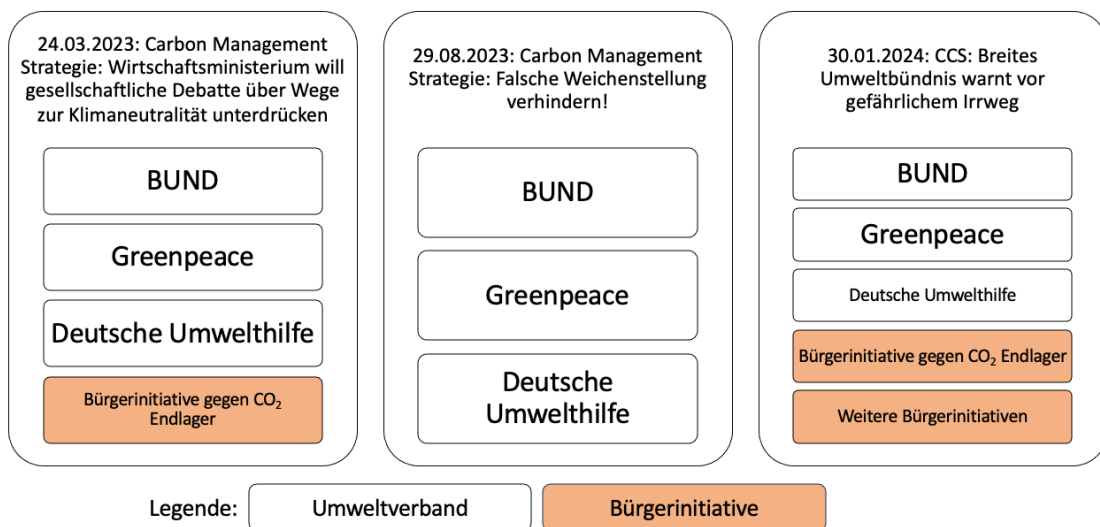 24.03.2023: Carbon Management
Strategie: Wirtschaftsministerium will
gesellschaftliche Debatte über Wege
zur Klimaneutralität unterdrücken
BUND
Greenpeace
Deutsche Umwelthilfe
Bürgerinitiative gegen CO₂
Endlager
29.08.2023: Carbon Management
Strategie: Falsche Weichenstellung
verhindern!
BUND
Greenpeace
Deutsche
Umwelthilfe
30.01.2024: CCS: Breites
Umweltbündnis warnt vor
gefährlichem Irrweg
BUND
Greenpeace
Deutsche Umwelthilfe
Bürgerinitiative gegen CO₂ Endlager
Weitere Bürgerinitiativen
Legende:
Umweltverband
Bürgerinitiative